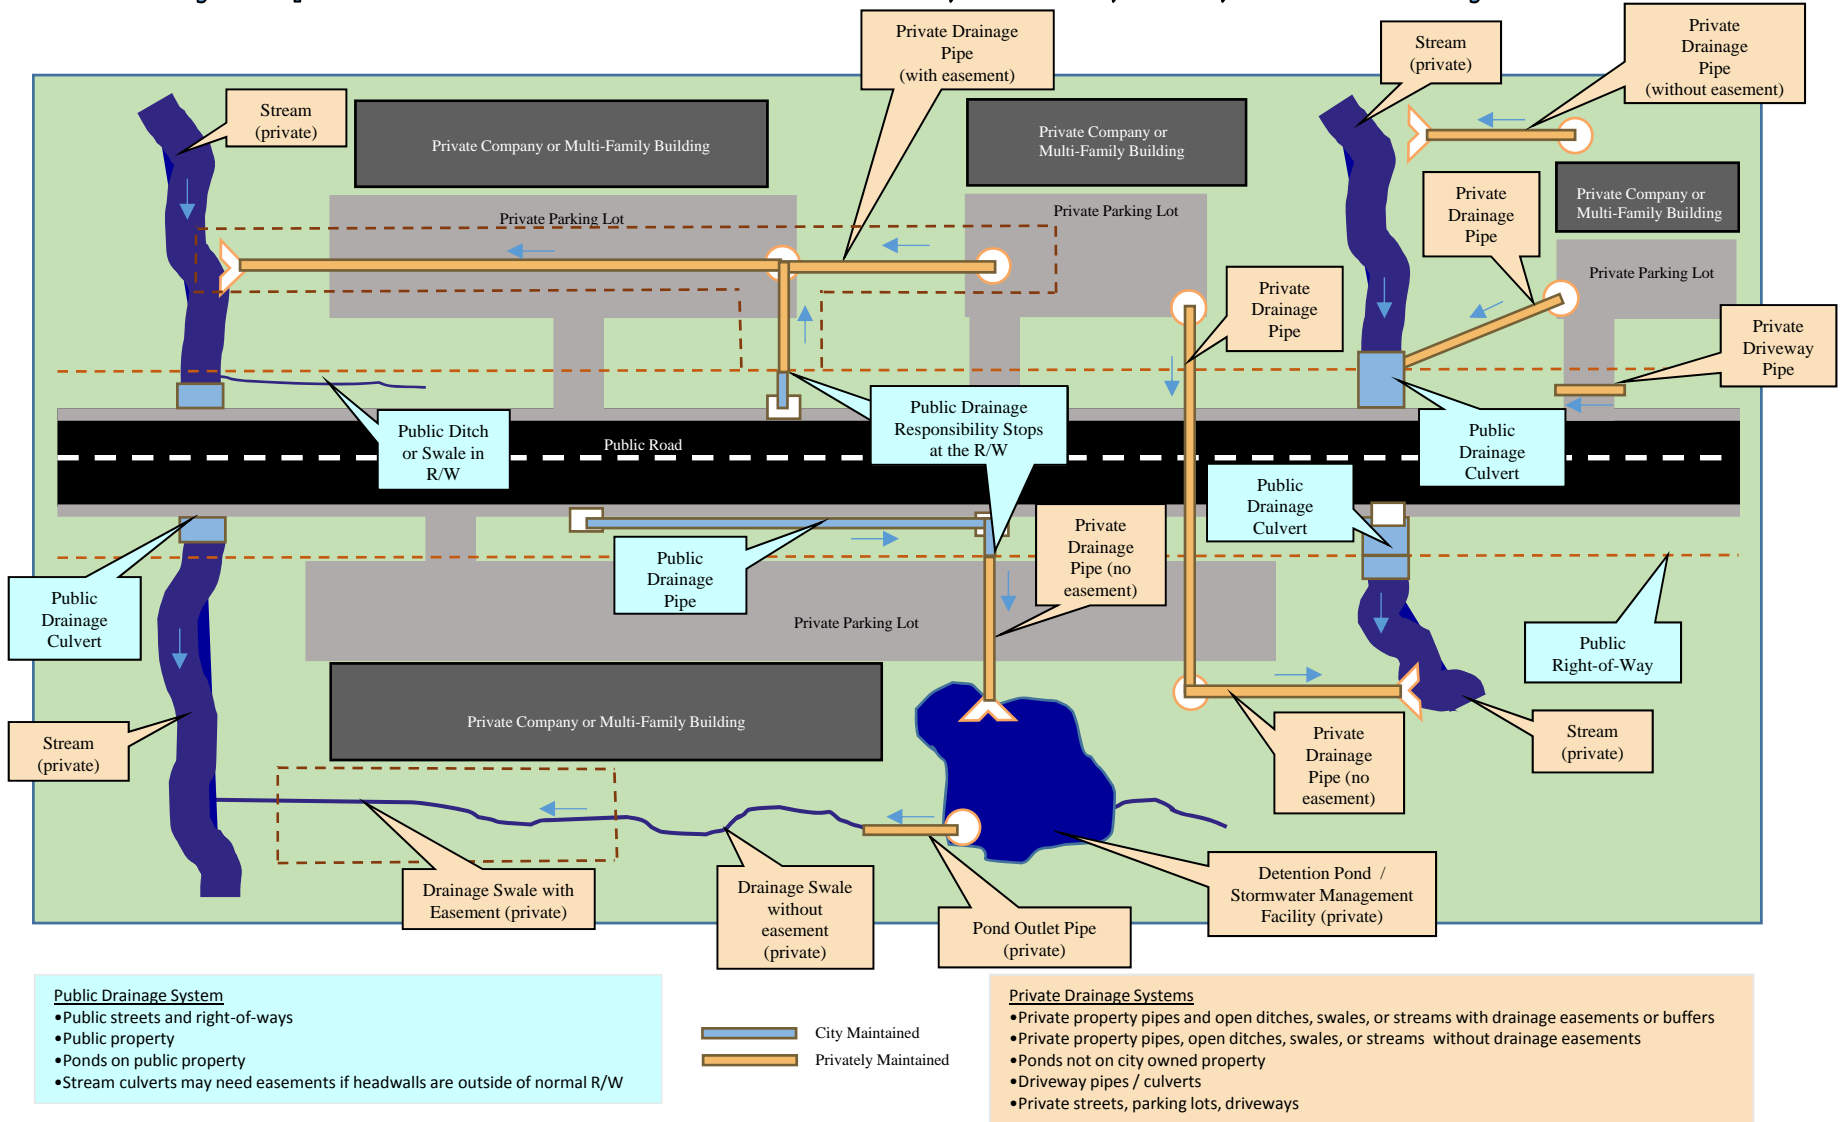 Private Drainage
Pipe
(with easement)
Stream
(private)
Private
Drainage
Pipe
(without easement)
Stream
(private)
Private Company or Multi-Family Building
Private Company or
Multi-Family Building
Private
Drainage
Pipe
Private Company or
Multi-Family Building
Private Parking Lot
Private Parking Lot
Private Parking Lot
Private
Drainage
Pipe
Private
Driveway
Pipe
Public Ditch
or Swale in
R/W
Public Road
Public Drainage
Responsibility Stops
at the R/W
Public
Drainage
Culvert
Public
Drainage
Culvert
Public
Drainage
Pipe
Private
Drainage
Pipe (no
easement)
Public
Drainage
Culvert
Private Parking Lot
Public
Right-of-Way
Private Company or Multi-Family Building
Stream
(private)
Private
Drainage
Pipe (no
easement)
Stream
(private)
Drainage Swale with
Easement (private)
Drainage Swale
without
easement
(private)
Pond Outlet Pipe
(private)
Detention Pond /
Stormwater Management
Facility (private)
Public Drainage System
•Public streets and right-of-ways
•Public property
•Ponds on public property
•Stream culverts may need easements if headwalls are outside of normal R/W
City Maintained
Privately Maintained
Private Drainage Systems
•Private property pipes and open ditches, swales, or streams with drainage easements or buffers
•Private property pipes, open ditches, swales, or streams  without drainage easements
•Ponds not on city owned property
•Driveway pipes / culverts
•Private streets, parking lots, driveways